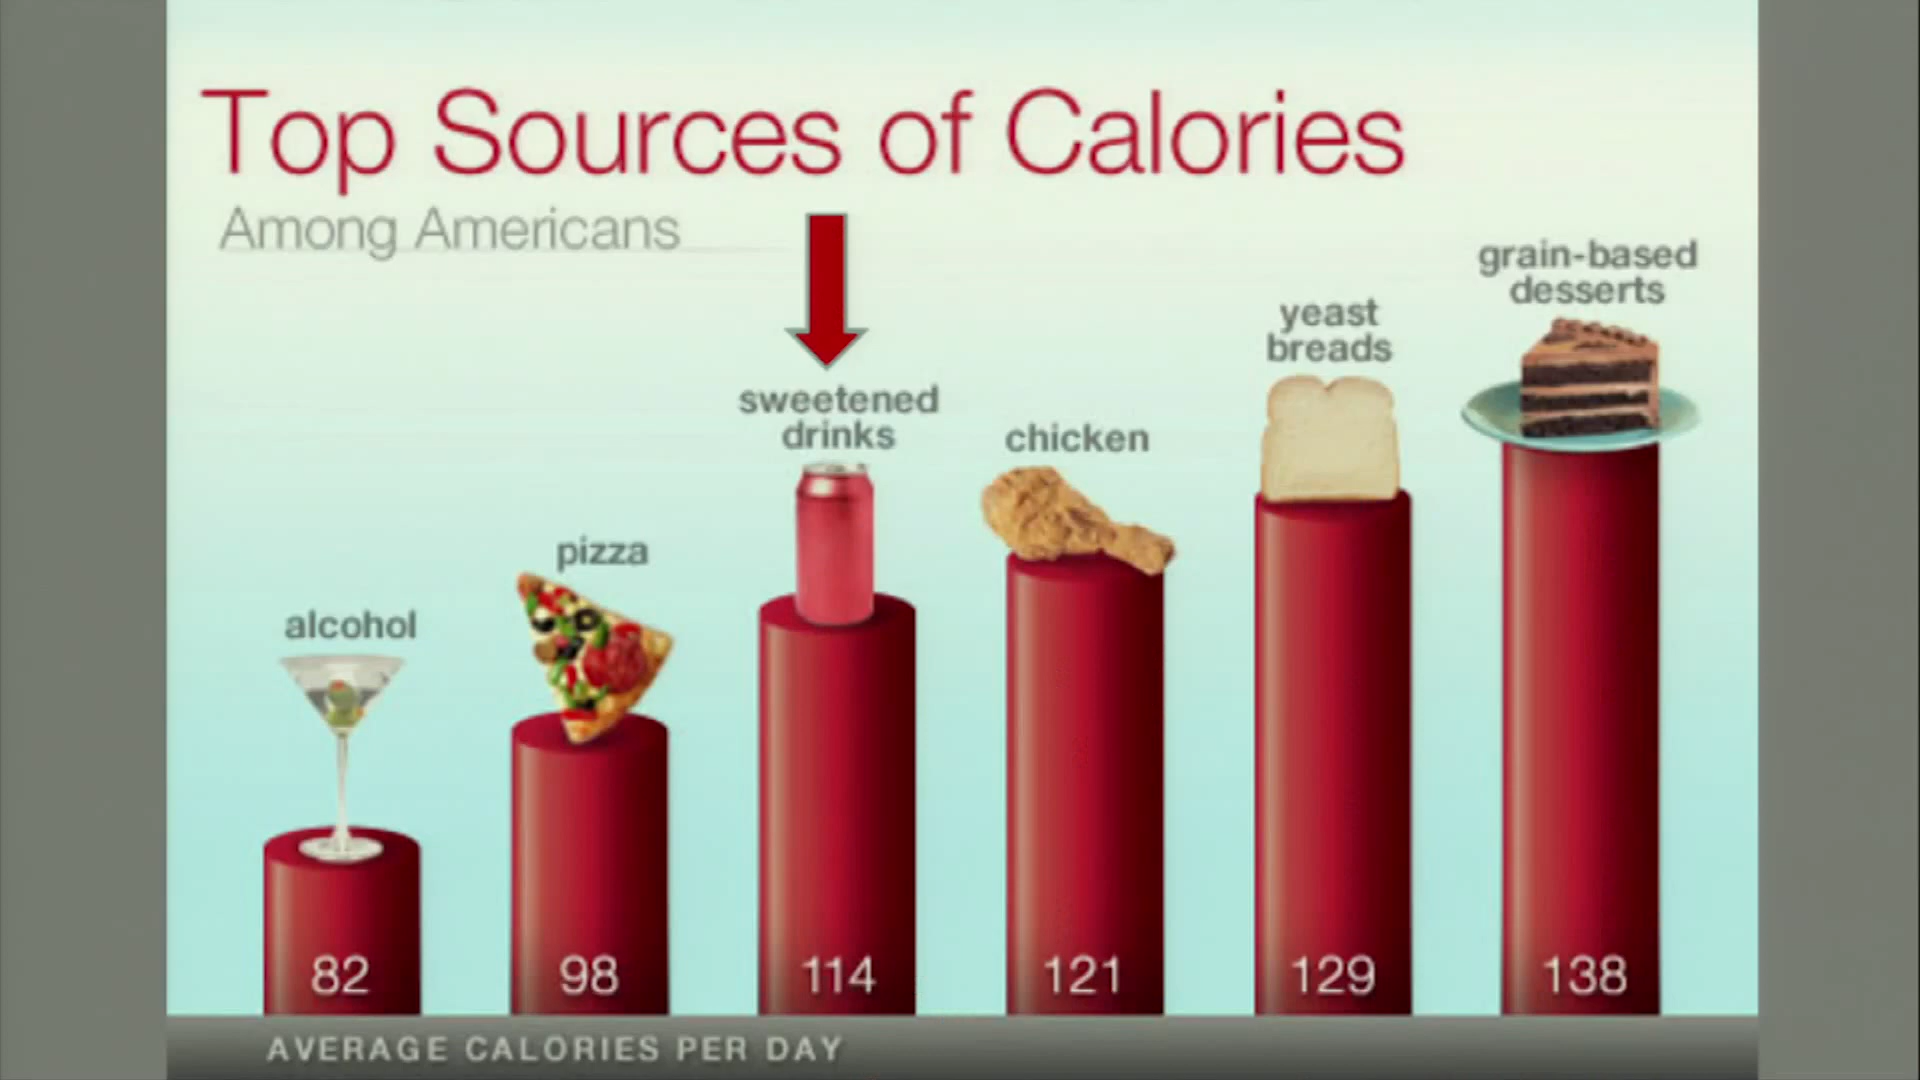 Top Sources of Calories
Among Americans
grain-based
desserts
yeast
breads
sweetened
drinks
chicken
pizza
alcohol
82
98
114
121
129
138
AVERAGE CALORIES PER DAY